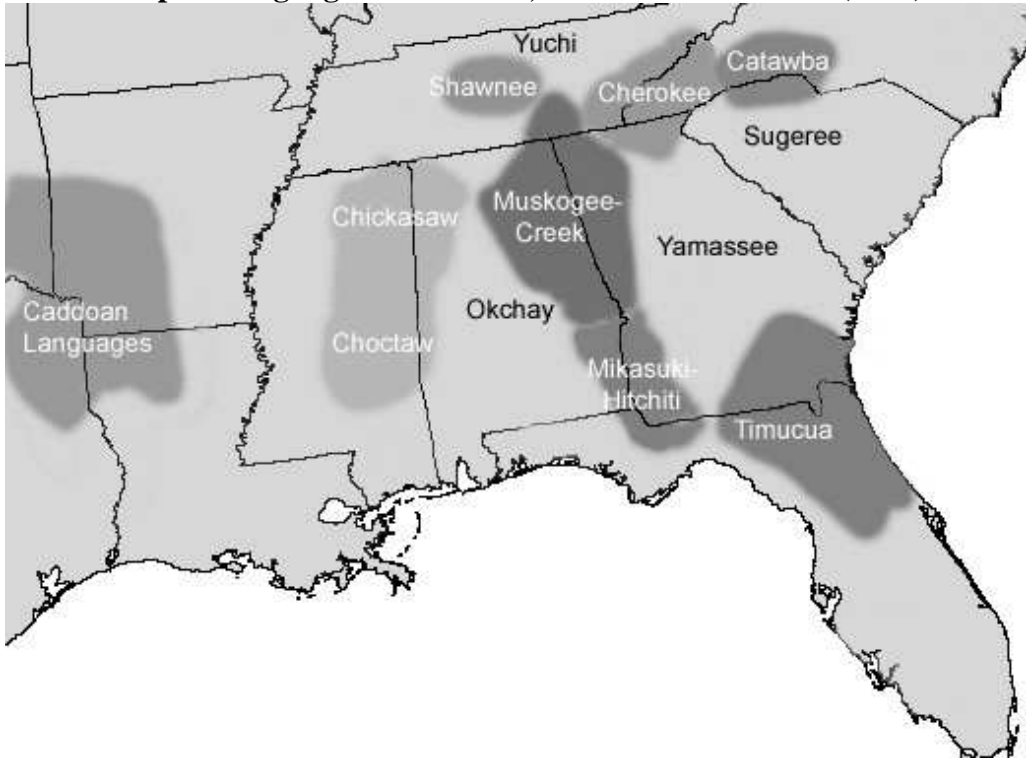 Yuchi
Shawnee
Cherokee
Catawba
Sugeree
Chickasaw
Muskogee-
Creek
Yamassee
Caddoan
Languages
Okchay
Choctaw
Mikasuki-
Hitchiti
Timucua